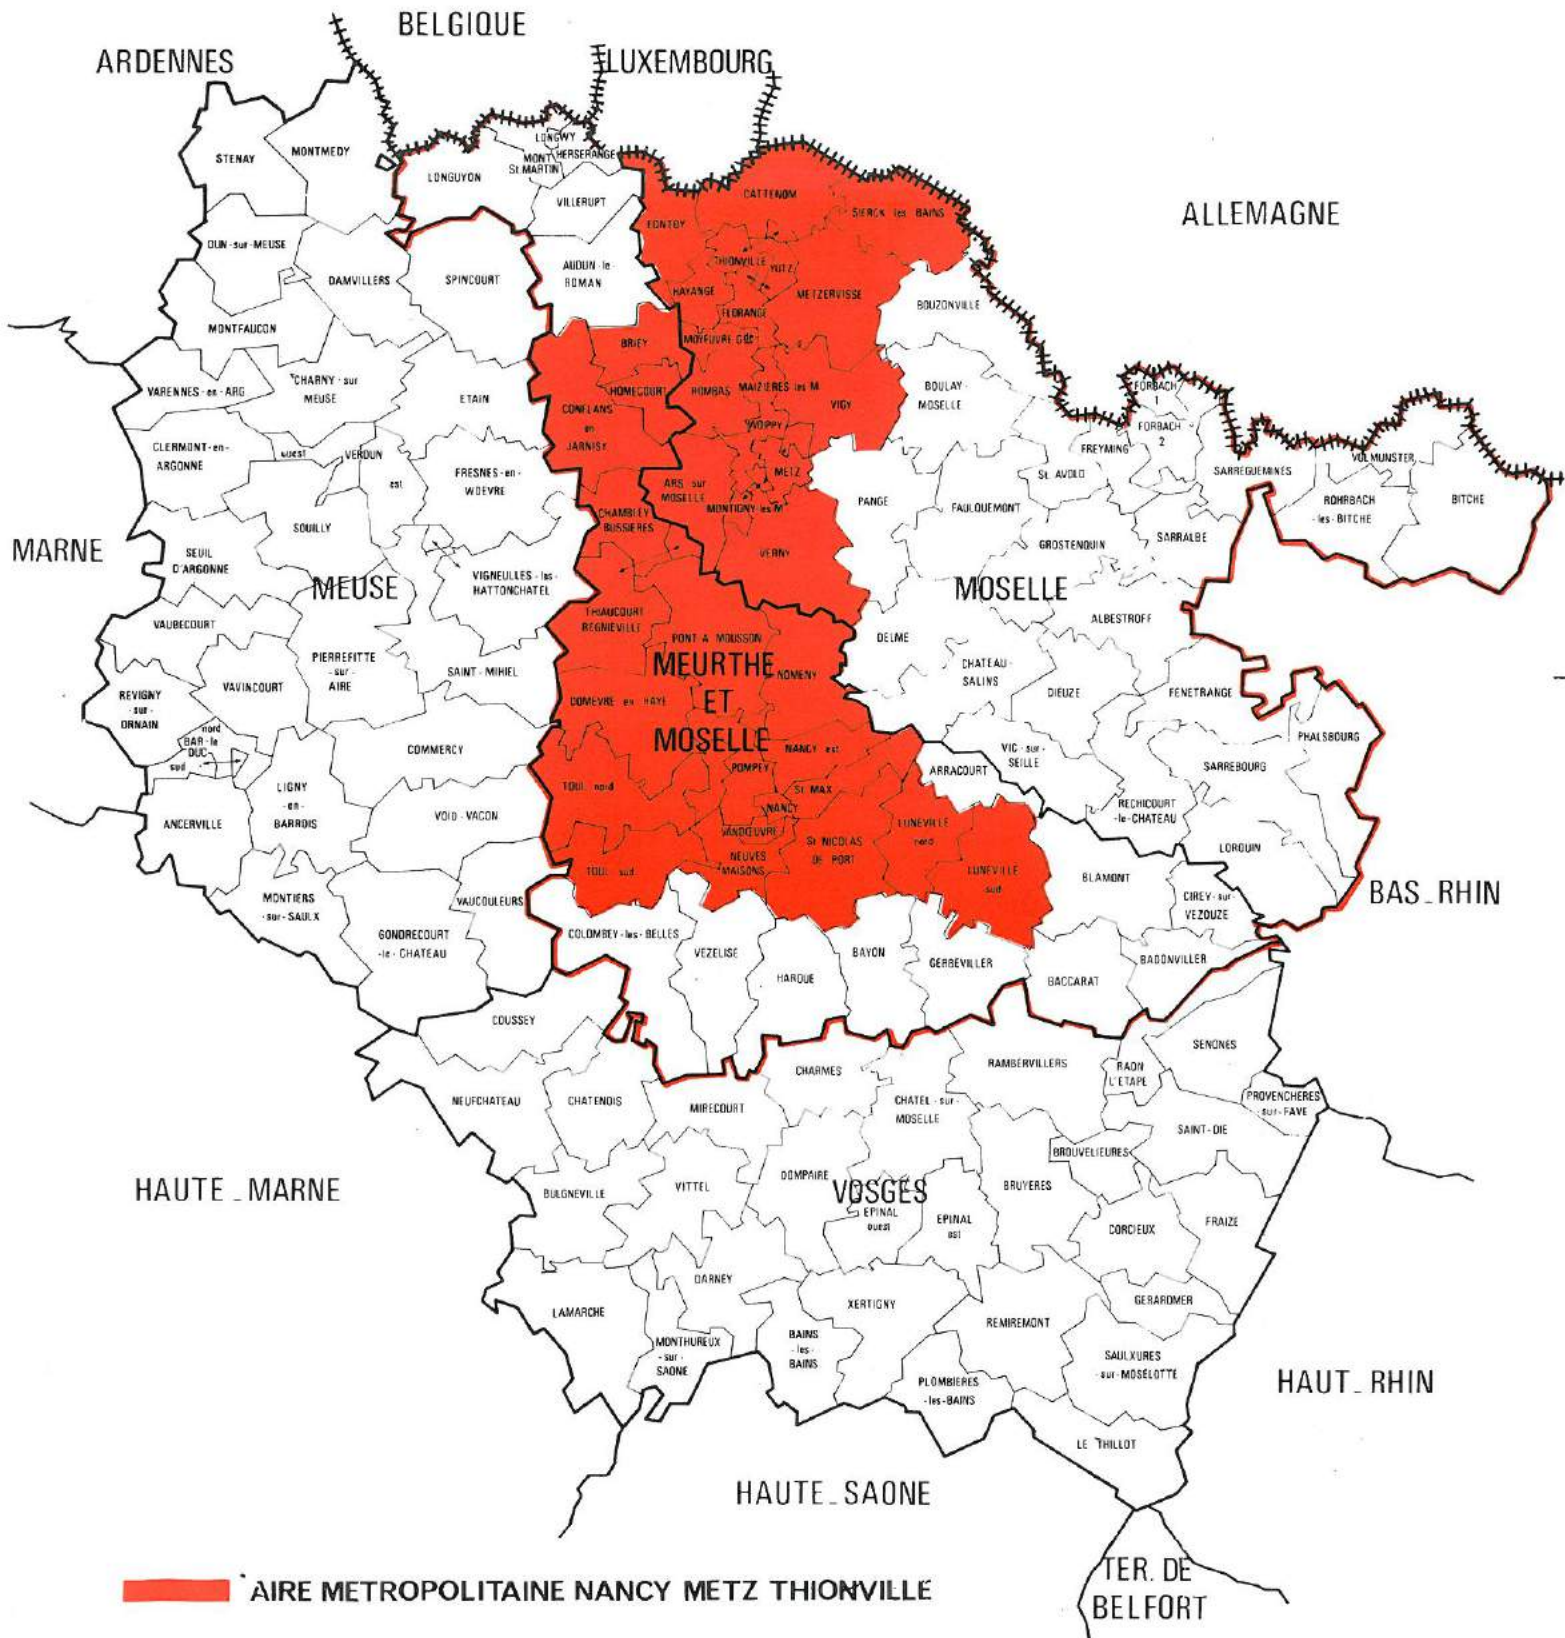 BELGIQUE
ARDENNES
LUXEMBOURG
ALLEMAGNE
STENAY
MONTMEDY
LONGUYON
LONGWY
MONT
St MARTIN
HERSERANGE
VILLERUPT
CATTENOM
SIERCK les BAINS
FONTOY
DUN-sur-MEUSE
DAMVILLERS
SPINCOURT
AUDUN-le-
ROMAN
THIONVILLE
YUTZ
HAYANGE
METZERVISSE
FLORANGE
BOUZONVILLE
MONTFAUCON
BRIEY
MOYEUVRE Gde
VARENNES-en-ARG
CHARNY-sur
MEUSE
ETAIN
HOMECOURT
ROMBAS
MAIZIERES les M
VIGY
BOULAY-
MOSELLE
FORBACH
1
FORBACH
2
CONFLANS
en
JARNISY
WOIPPY
CLERMONT-en-
ARGONNE
ouest
VERDUN
est
FRESNES-en-
WOEVRE
METZ
ARS sur
MOSELLE
MONTIGNY-les M
FREYMING
St. AVOLD
SARREGUEMINES
VOLMUNSTER
ROHRBACH
-les-BITCHE
BITCHE
PANGE
FAULQUEMONT
CHAMBLEY
BUSSIERES
SOUILLY
GROSTENQUIN
SARRALBE
MARNE
SEUIL
D'ARGONNE
MEUSE
VIGNEULLES-les-
HATTONCHATEL
VERNY
MOSELLE
VAUBECOURT
THIAUCOURT
REGNIEVILLE
ALBESTROFF
PONT A MOUSSON
DELME
PIERREFITTE
-sur-
AIRE
SAINT-MIHIEL
MEURTHE
ET
MOSELLE
NOMENY
CHATEAU-
SALINS
DIEUZE
FENETRANGE
REVIGNY
-sur-
ORNAIN
VAVINCOURT
DOMEVRE en HAYE
nord
BAR-le
DUC
sud
COMMERCY
NANCY est
PHALSBOURG
VIC-sur-
SEILLE
ARRACOURT
SARREBOURG
POMPEY
TOUL nord
St MAX
LIGNY
-en-
BARROIS
VOID-VACON
ANCERVILLE
NANCY
RECHICOURT
-le-CHATEAU
VANDŒUVRE
St NICOLAS
DE PORT
LUNEVILLE
nord
LORQUIN
NEUVES
MAISONS
TOUL sud
LUNEVILLE
sud
BLAMONT
CIREY-sur-
VEZOUZE
BAS_RHIN
MONTIERS
-sur-SAULX
VAUCOULEURS
GONDRECOURT
-le-CHATEAU
COLOMBEY-les-BELLES
VEZELISE
HAROUE
BAYON
GERBEVILLER
BACCARAT
BADONVILLER
COUSSEY
SENONES
RAMBERVILLERS
RAON
L'ETAPE
CHARMES
NEUFCHATEAU
CHATENOIS
MIRECOURT
CHATEL-sur-
MOSELLE
PROVENCHERES
-sur-FAVE
SAINT-DIE
BROUVELIEURES
HAUTE_MARNE
BULGNEVILLE
VITTEL
DOMPAIRE
VOSGES
EPINAL
ouest
EPINAL
est
BRUYERES
CORCIEUX
FRAIZE
DARNEY
LAMARCHE
XERTIGNY
GERARDMER
REMIREMONT
MONTHUREUX
-sur-
SAONE
BAINS
-les-
BAINS
SAULXURES
-sur-MOSELOTTE
PLOMBIERES
-les-BAINS
HAUT_RHIN
LE THILLOT
HAUTE_SAONE
TER. DE
BELFORT
AIRE METROPOLITAINE NANCY METZ THIONVILLE